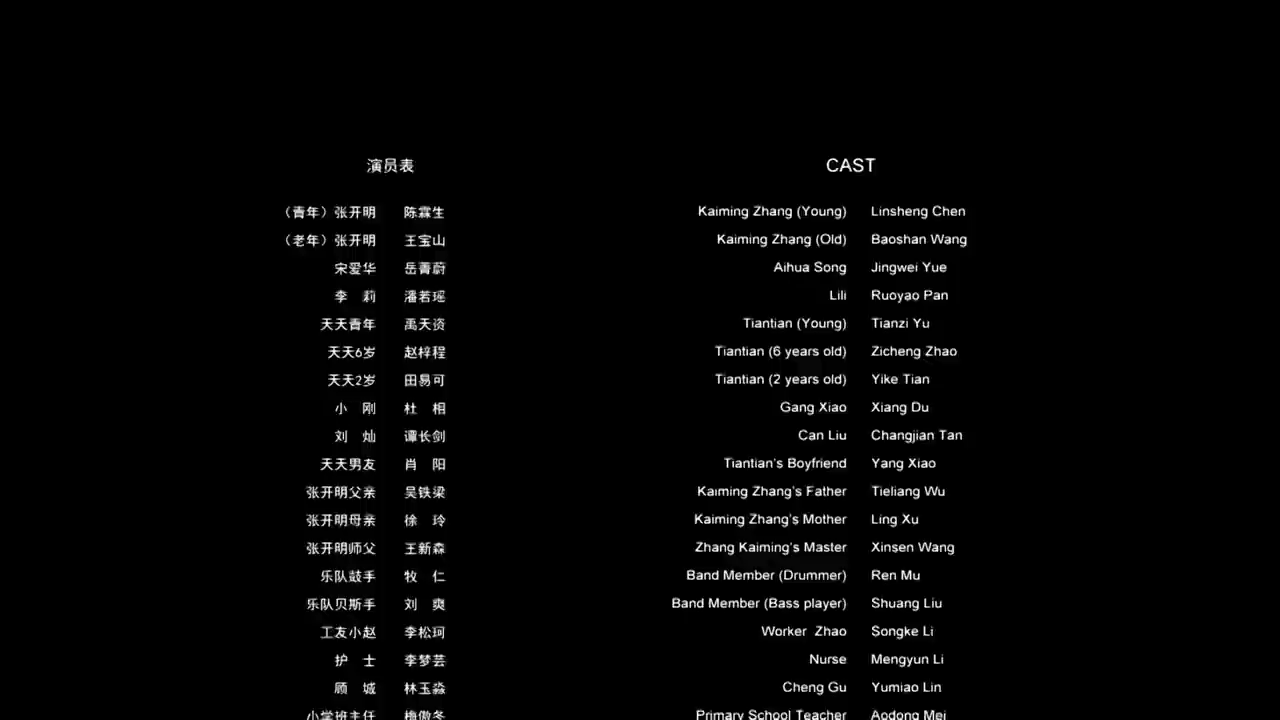 演员表 CAST
（青年）张开明 陈霖生 Kaiming Zhang (Young) Linsheng Chen
（老年）张开明 王宝山 Kaiming Zhang (Old) Baoshan Wang
宋爱华 岳菁蔚 Aihua Song Jingwei Yue
李 莉 潘若瑶 Lili Ruoyao Pan
天天青年 禹天资 Tiantian (Young) Tianzi Yu
天天6岁 赵梓程 Tiantian (6 years old) Zicheng Zhao
天天2岁 田易可 Tiantian (2 years old) Yike Tian
小 刚 杜 相 Gang Xiao Xiang Du
刘 灿 谭长剑 Can Liu Changjian Tan
天天男友 肖 阳 Tiantian's Boyfriend Yang Xiao
张开明父亲 吴铁梁 Kaiming Zhang's Father Tieliang Wu
张开明母亲 徐 玲 Kaiming Zhang's Mother Ling Xu
张开明师父 王新森 Zhang Kaiming's Master Xinsen Wang
乐队鼓手 牧 仁 Band Member (Drummer) Ren Mu
乐队贝斯手 刘 爽 Band Member (Bass player) Shuang Liu
工友小赵 李松珂 Worker Zhao Songke Li
护 士 李梦芸 Nurse Mengyun Li
顾 城 林玉淼 Cheng Gu Yumiao Lin
小学班主任 梅傲冬 Primary School Teacher Aodong Mei